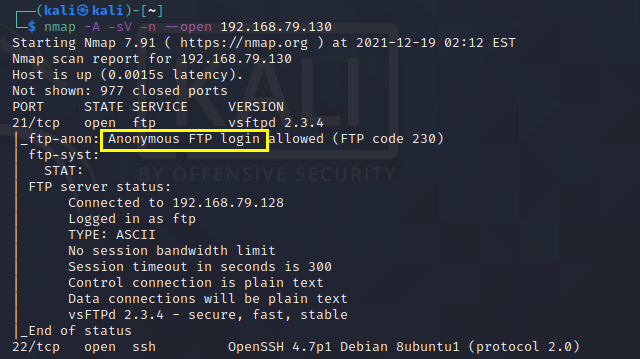 ┌──(kali㉿kali)-[~]
└─$ nmap -A -sV -n --open 192.168.79.130
Starting Nmap 7.91 ( https://nmap.org ) at 2021-12-19 02:12 EST
Nmap scan report for 192.168.79.130
Host is up (0.0015s latency).
Not shown: 977 closed ports
PORT     STATE SERVICE     VERSION
21/tcp   open  ftp         vsftpd 2.3.4
|_ftp-anon: Anonymous FTP login allowed (FTP code 230)
| ftp-syst:
|   STAT:
| FTP server status:
|      Connected to 192.168.79.128
|      Logged in as ftp
|      TYPE: ASCII
|      No session bandwidth limit
|      Session timeout in seconds is 300
|      Control connection is plain text
|      Data connections will be plain text
|      vsFTPd 2.3.4 - secure, fast, stable
|_End of status
22/tcp   open  ssh         OpenSSH 4.7p1 Debian 8ubuntu1 (protocol 2.0)
KALI
BY OFFENSIVE SECURITY